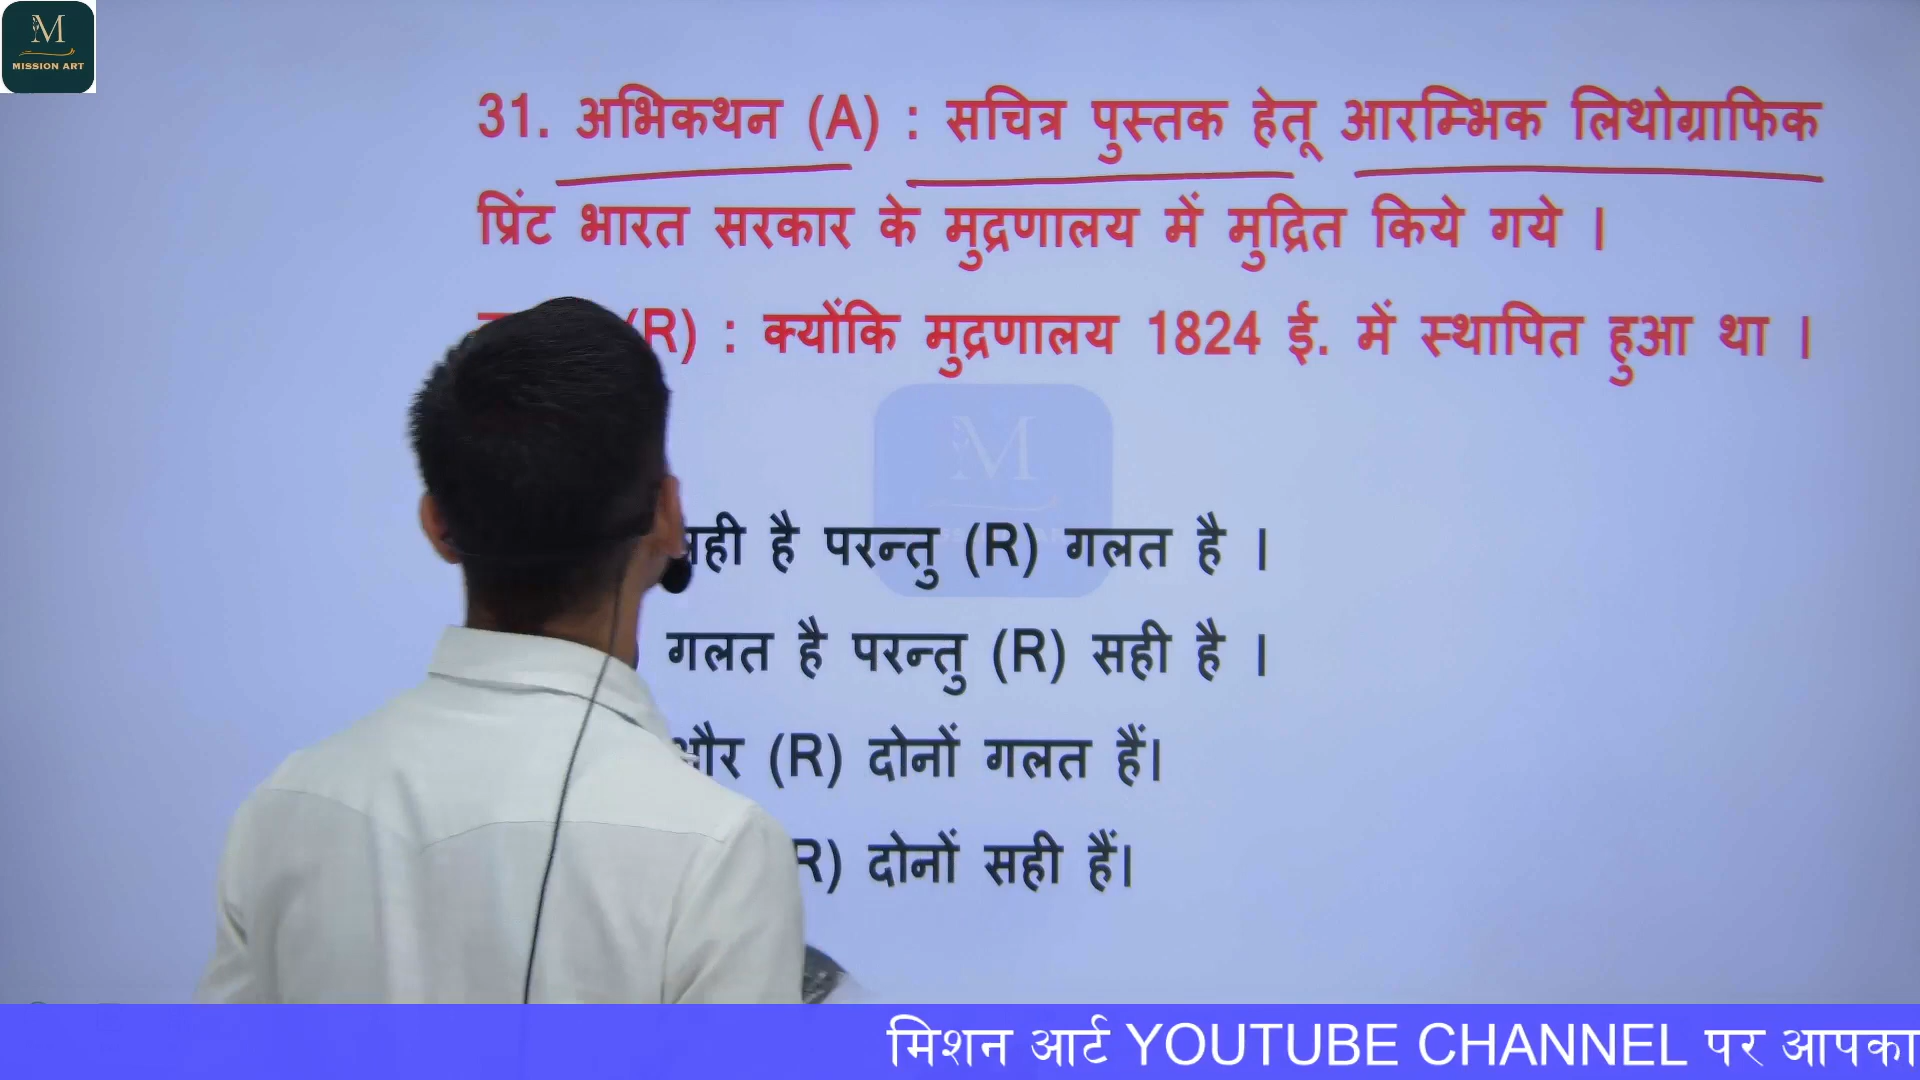 M
MISSION ART
31. अभिकथन (A) : सचित्र पुस्तक हेतू आरम्भिक लिथोग्राफिक
प्रिंट भारत सरकार के मुद्रणालय में मुद्रित किये गये ।
(R) : क्योंकि मुद्रणालय 1824 ई. में स्थापित हुआ था ।
M
है परन्तु (R) गलत है ।
गलत है परन्तु (R) सही है ।
और (R) दोनों गलत हैं।
R) दोनों सही हैं।
मिशन आर्ट YOUTUBE CHANNEL पर आपका